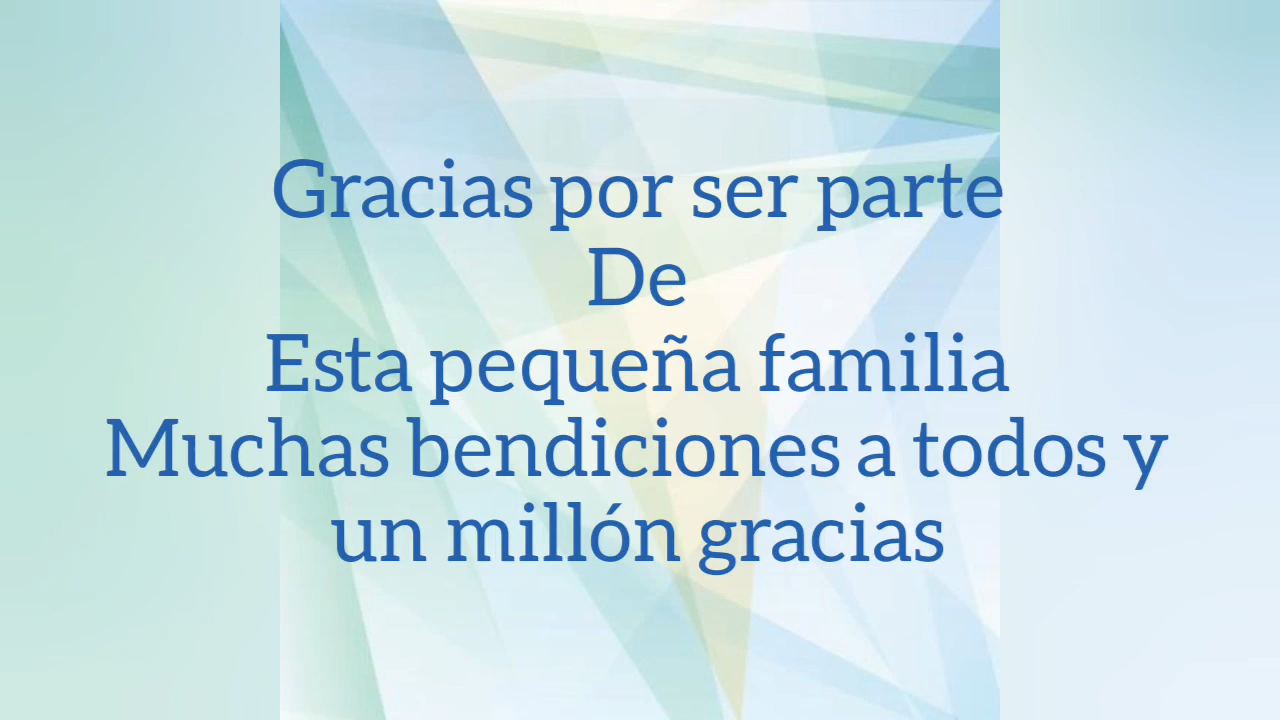 Gracias por ser parte
De
Esta pequeña familia
Muchas bendiciones a todos y
un millón gracias